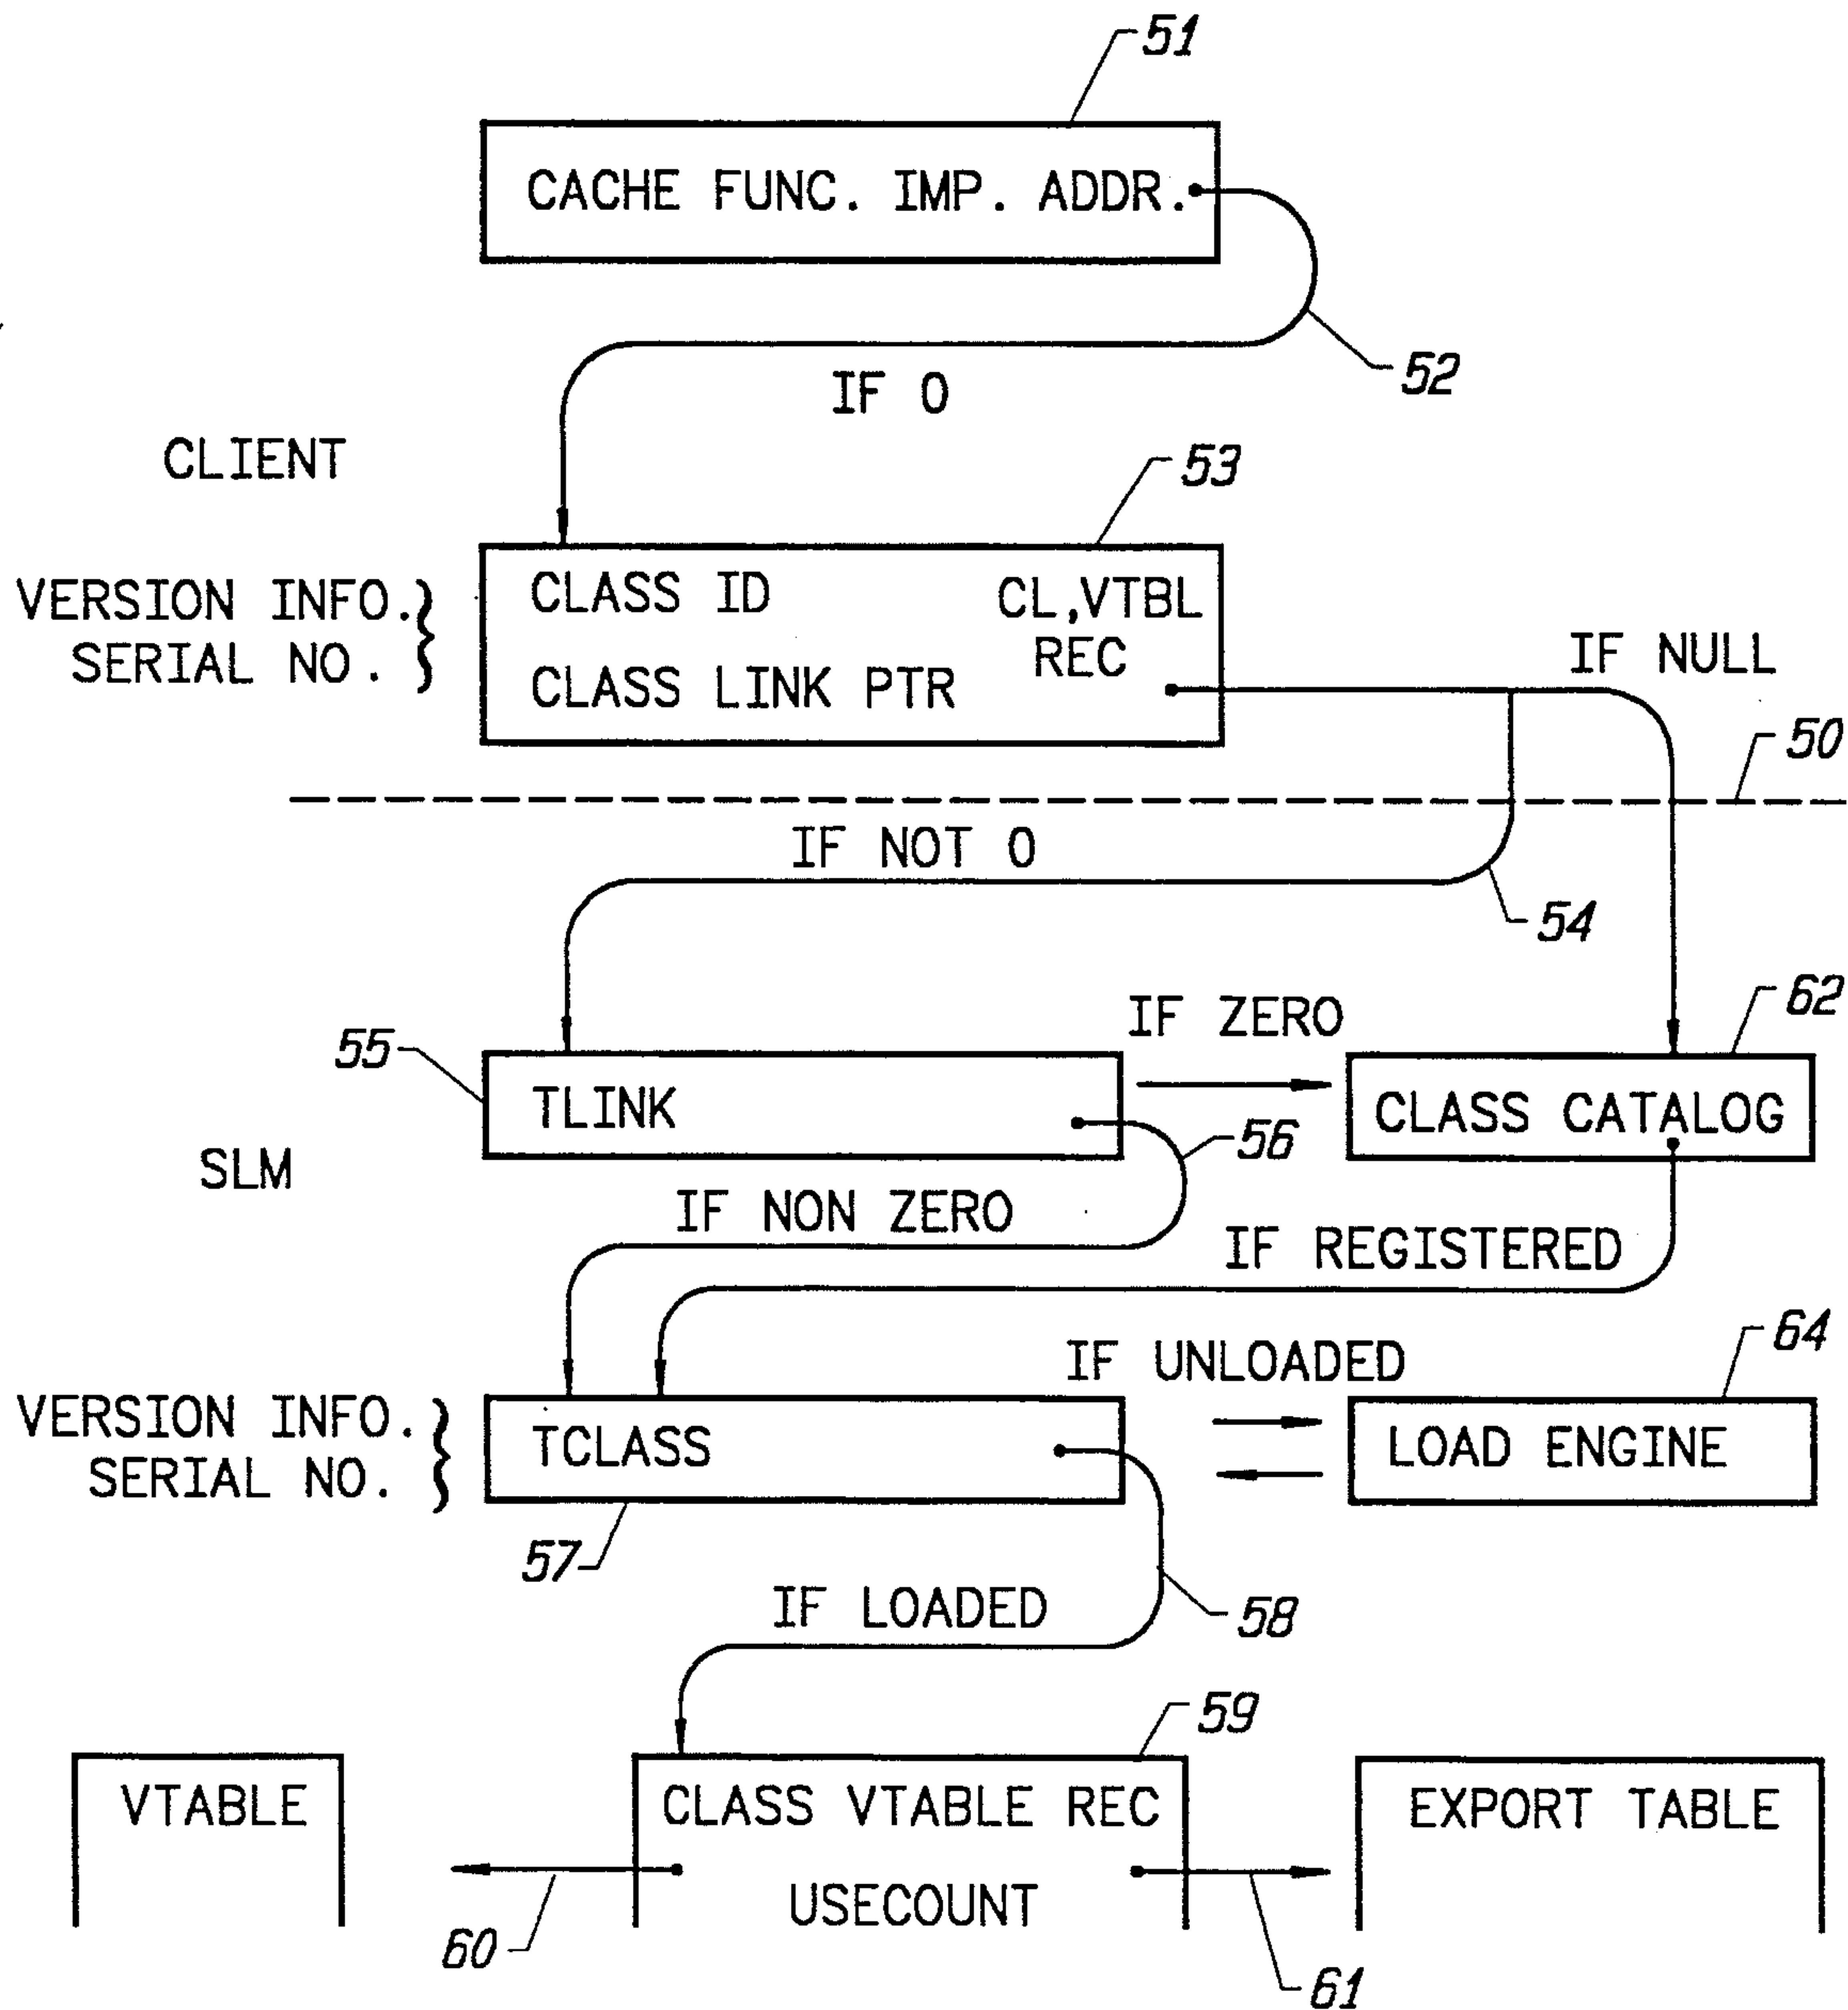 51
CACHE FUNC. IMP. ADDR.
52
IF 0
CLIENT
53
VERSION INFO.
SERIAL NO.
CLASS ID
CL,VTBL
REC
CLASS LINK PTR
IF NULL
50
IF NOT 0
54
62
IF ZERO
55
TLINK
CLASS CATALOG
56
SLM
IF NON ZERO
IF REGISTERED
64
IF UNLOADED
VERSION INFO.
SERIAL NO.
TCLASS
LOAD ENGINE
57
IF LOADED
58
59
VTABLE
CLASS VTABLE REC
EXPORT TABLE
USECOUNT
60
61